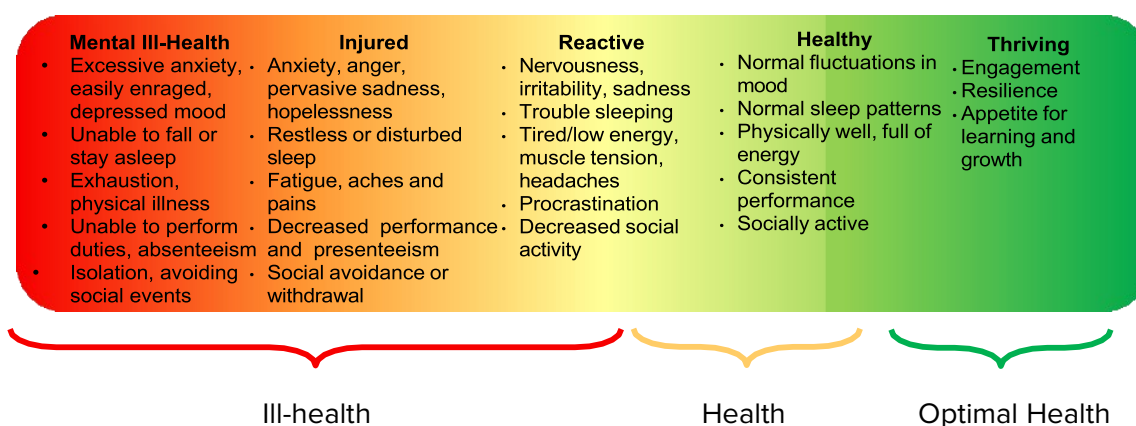 Mental Ill-Health
• Excessive anxiety,
easily enraged,
depressed mood
• Unable to fall or
stay asleep
• Exhaustion,
physical illness
• Unable to perform
duties, absenteeism
• Isolation, avoiding
social events
Injured
• Anxiety, anger,
pervasive sadness,
hopelessness
• Restless or disturbed
sleep
• Fatigue, aches and
pains
• Decreased performance
and presenteeism
• Social avoidance or
withdrawal
Reactive
• Nervousness,
irritability, sadness
• Trouble sleeping
• Tired/low energy,
muscle tension,
headaches
• Procrastination
• Decreased social
activity
Healthy
• Normal fluctuations in
mood
• Normal sleep patterns
• Physically well, full of
energy
• Consistent
performance
• Socially active
Thriving
• Engagement
• Resilience
• Appetite for
learning and
growth
Ill-health
Health
Optimal Health